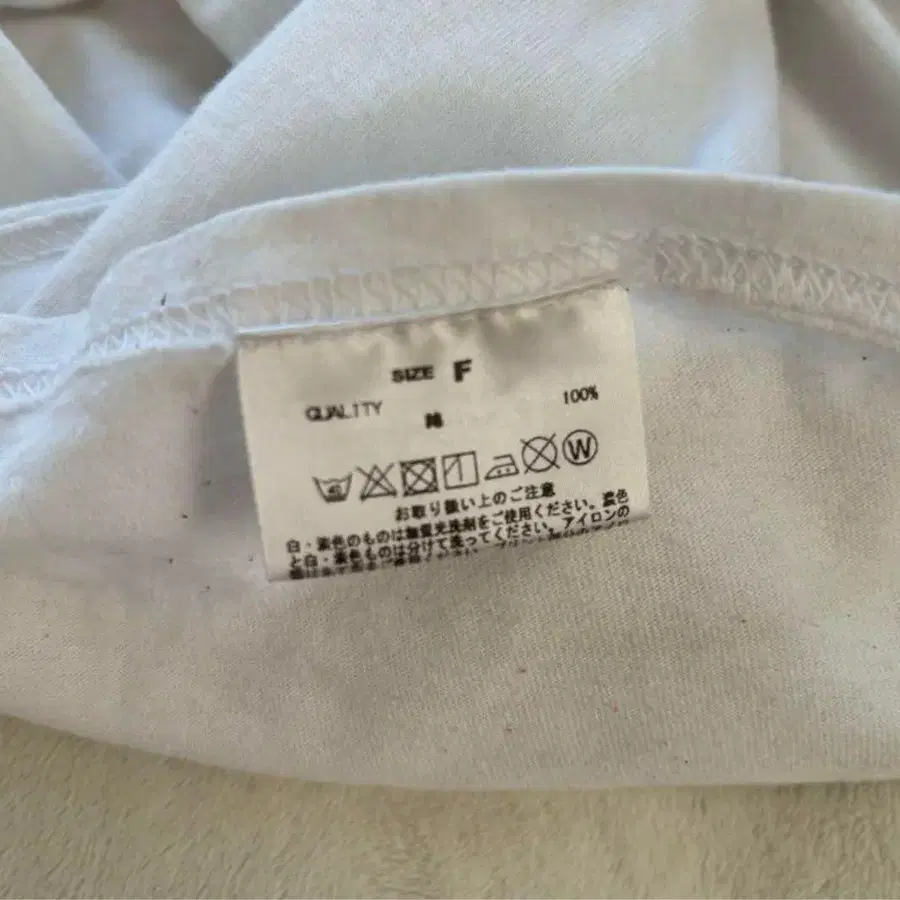 SIZE F
QUALITY
綿 100%
40 W
お取り扱い上のご注意
白・淡色のものは無蛍光洗剤をご使用ください。濃色
と白・淡色ものは分けて洗ってください。アイロンの